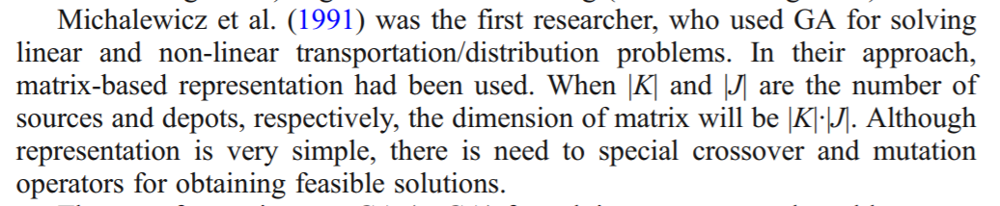 Michalewicz et al. (1991) was the first researcher, who used GA for solving
linear and non-linear transportation/distribution problems. In their approach,
matrix-based representation had been used. When |K| and |J| are the number of
sources and depots, respectively, the dimension of matrix will be |K|·|J|. Although
representation is very simple, there is need to special crossover and mutation
operators for obtaining feasible solutions.